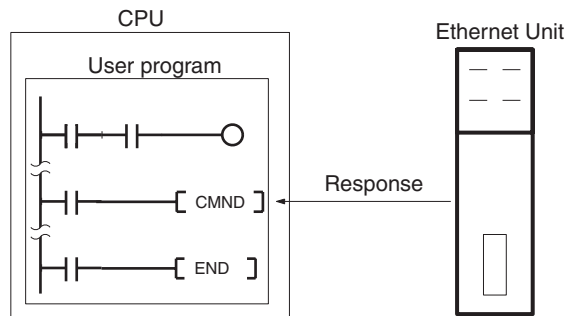 CPU
Ethernet Unit
User program
CMND
Response
END